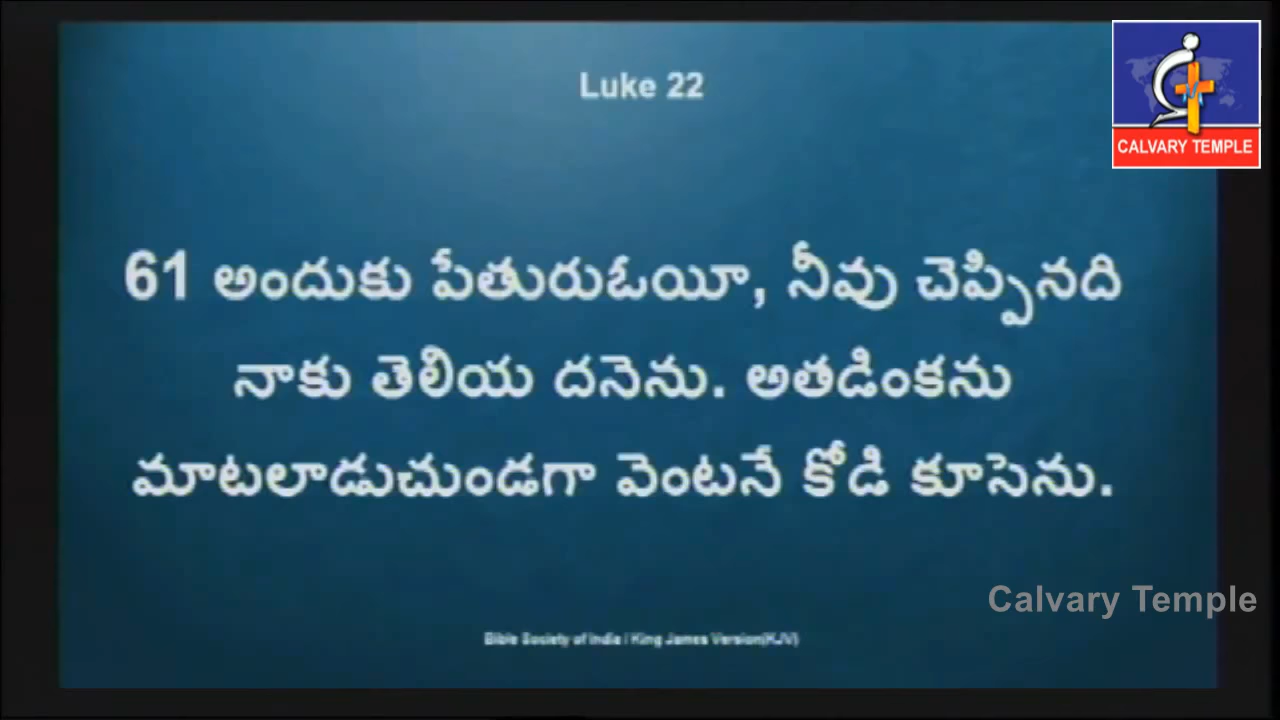 Luke 22
CALVARY TEMPLE
61 అందుకు పేతురుఓయీ, నీవు చెప్పినది
నాకు తెలియ దనెను. అతడింకను
మాటలాడుచుండగా వెంటనే కోడి కూసెను.
Calvary Temple
Bible Society of India / King James Version(KJV)